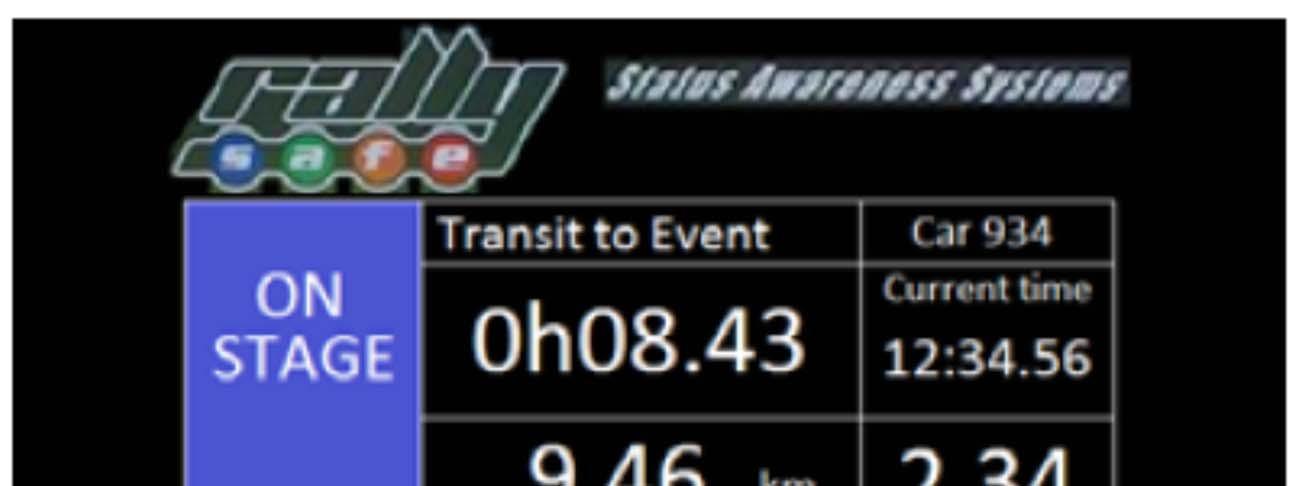 rally
safe
Status Awareness Systems
ON
STAGE
Transit to Event
Car 934
0h08.43
Current time
12:34.56
9.46 km
2.34